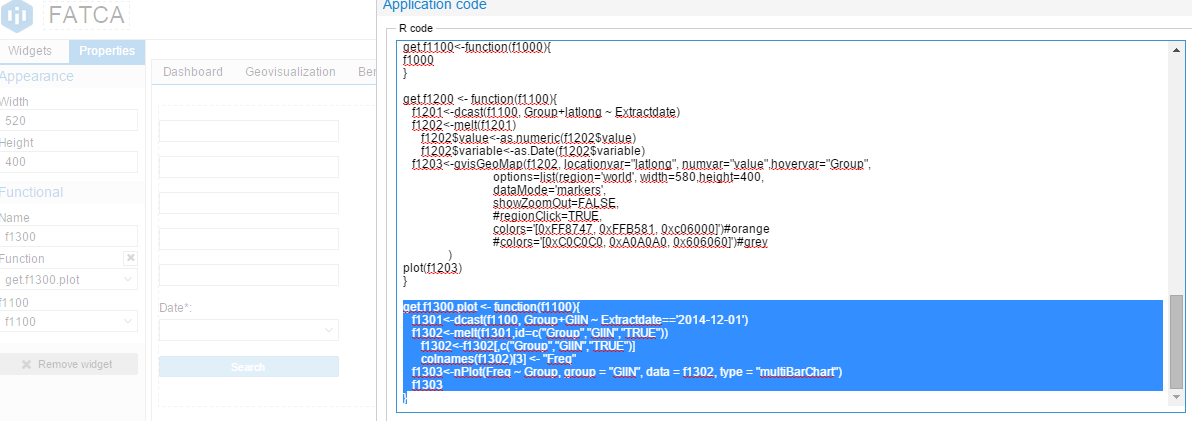 FATCA
Widgets
Properties
Appearance
Width
520
Height
400
Functional
Name
f1300
Function
get.f1300.plot
f1100
f1100
Remove widget
Dashboard
Geovisualization
Ber
Date*:
Search
Application code
R code
get.f1100<-function(f1000){
f1000
}
get.f1200 <- function(f1100){
f1201<-dcast(f1100, Group+latlong ~ Extractdate)
f1202<-melt(f1201)
f1202$value<-as.numeric(f1202$value)
f1202$variable<-as.Date(f1202$variable)
f1203<-gvisGeoMap(f1202, locationvar="latlong", numvar="value",hovervar="Group",
options=list(region='world', width=580,height=400,
dataMode='markers',
showZoomOut=FALSE,
#regionClick=TRUE,
colors='[0xFF8747, 0xFFB581, 0xc06000]')#orange
#colors='[0xC0C0C0, 0xA0A0A0, 0x606060]')#grey
)
plot(f1203)
}
get.f1300.plot <- function(f1100){
f1301<-dcast(f1100, Group+GIIN ~ Extractdate=='2014-12-01')
f1302<-melt(f1301,id=c("Group","GIIN","TRUE"))
f1302<-f1302[,c("Group","GIIN","TRUE")]
colnames(f1302)[3] <- "Freq"
f1303<-nPlot(Freq ~ Group, group = "GIIN", data = f1302, type = "multiBarChart")
f1303
}